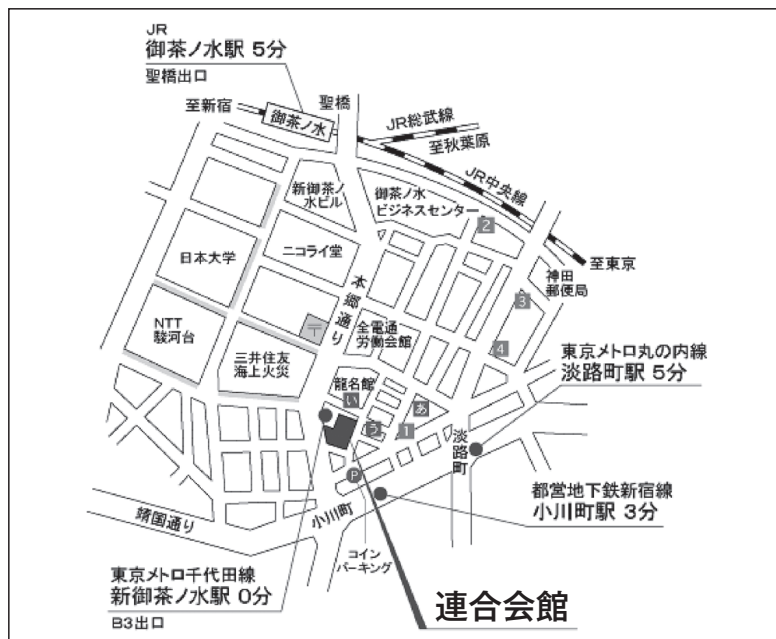 JR
御茶ノ水駅 5分
聖橋出口
至新宿
御茶ノ水
聖橋
JR総武線
至秋葉原
JR中央線
至東京
新御茶ノ
水ビル
御茶ノ水
ビジネスセンター
2
日本大学
ニコライ堂
本郷通り
神田
郵便局
3
〒
全電通
労働会館
NTT
駿河台
三井住友
海上火災
4
東京メトロ丸の内線
淡路町駅 5分
龍名館
い
あ
う
1
淡路町
P
都営地下鉄新宿線
小川町駅 3分
靖国通り
小川町
コイン
パーキング
東京メトロ千代田線
新御茶ノ水駅 0分
B3出口
連合会館